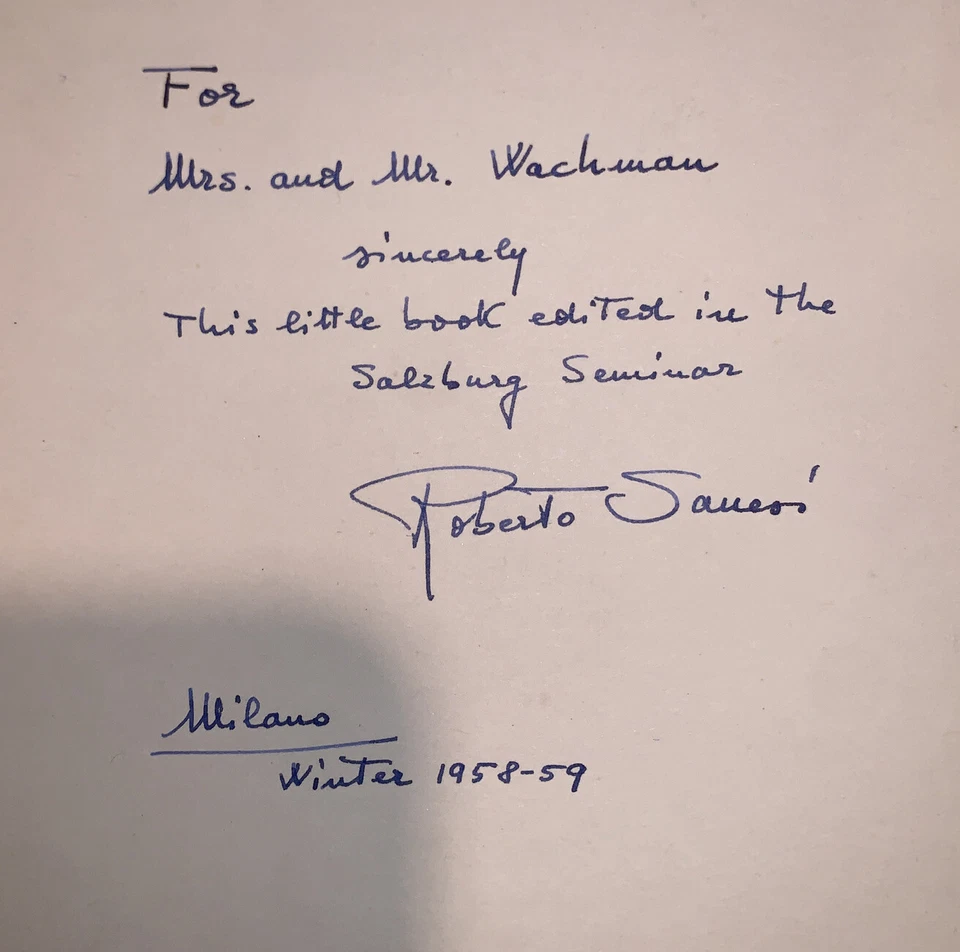 For
Mrs. and Mr. Wachman
sincerely
This little book edited in the
Salzburg Seminar
Roberto Sanesi
Milano
Winter 1958-59